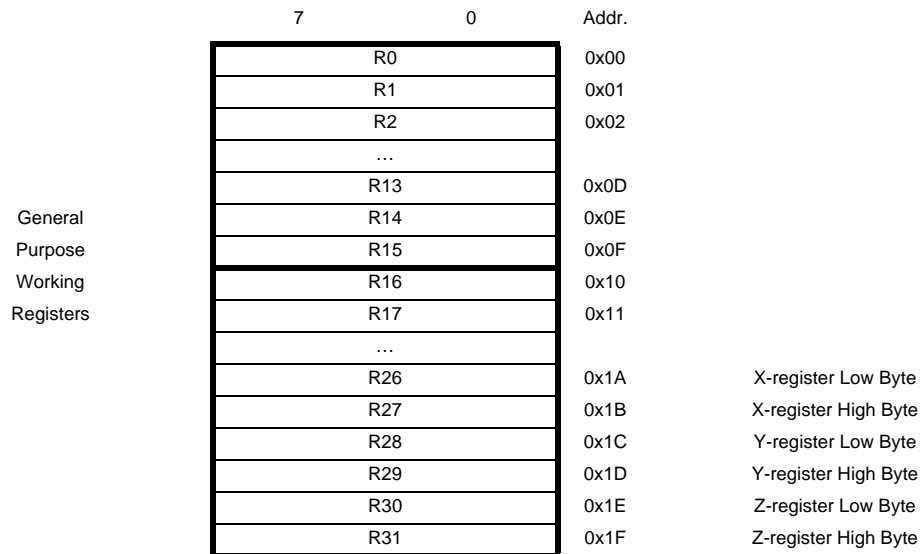 7 0 Addr.
R0 0x00
R1 0x01
R2 0x02
…
R13 0x0D
General R14 0x0E
Purpose R15 0x0F
Working R16 0x10
Registers R17 0x11
…
R26 0x1A X-register Low Byte
R27 0x1B X-register High Byte
R28 0x1C Y-register Low Byte
R29 0x1D Y-register High Byte
R30 0x1E Z-register Low Byte
R31 0x1F Z-register High Byte